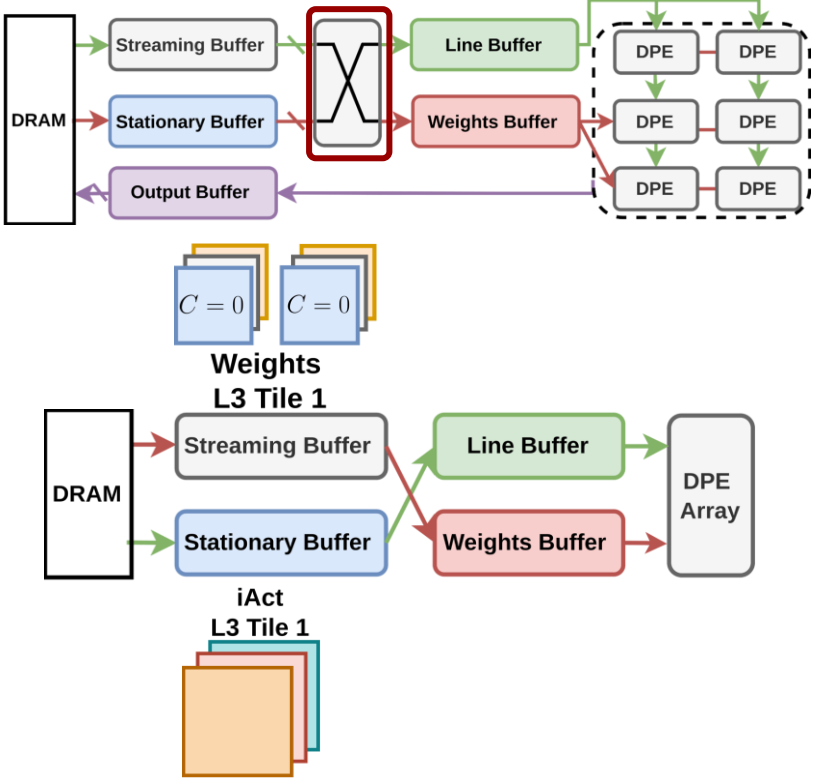 Streaming Buffer
Line Buffer
DPE
DPE
DRAM
Stationary Buffer
Weights Buffer
DPE
DPE
Output Buffer
DPE
DPE
C = 0
C = 0
Weights
L3 Tile 1
Streaming Buffer
Line Buffer
DRAM
DPE
Array
Stationary Buffer
Weights Buffer
iAct
L3 Tile 1